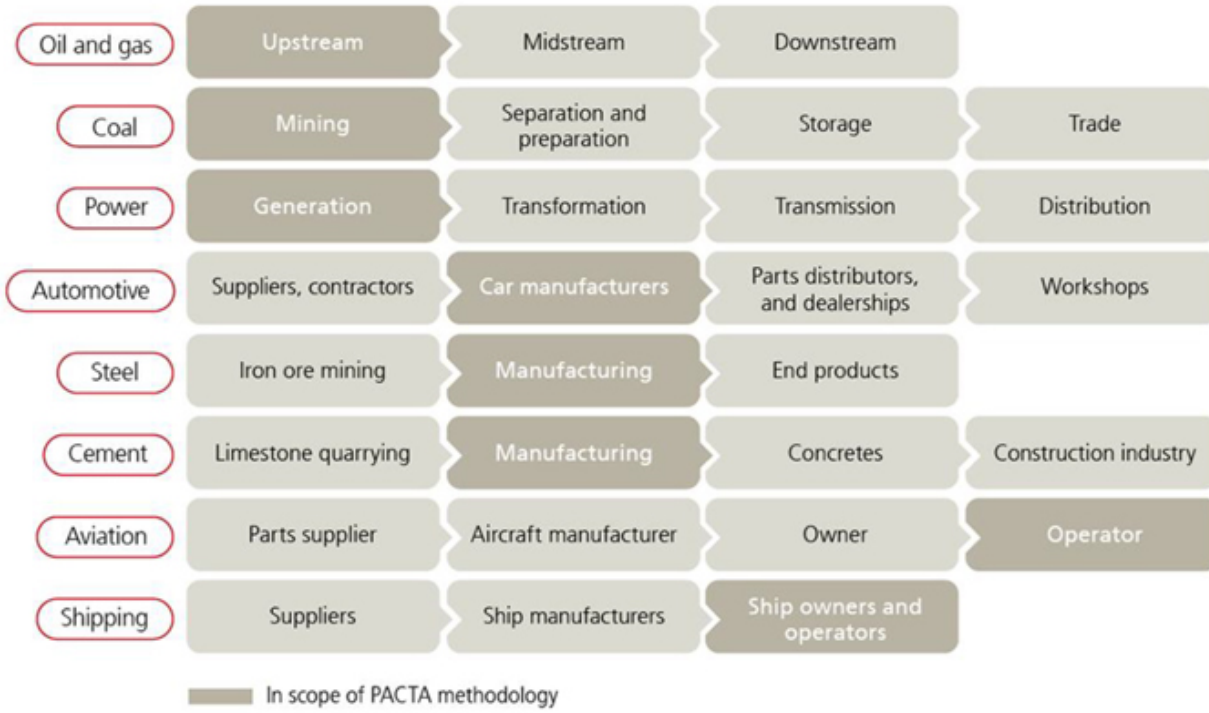 Oil and gas
Upstream
Midstream
Downstream
Coal
Mining
Separation and
preparation
Storage
Trade
Power
Generation
Transformation
Transmission
Distribution
Automotive
Suppliers, contractors
Car manufacturers
Parts distributors,
and dealerships
Workshops
Steel
Iron ore mining
Manufacturing
End products
Cement
Limestone quarrying
Manufacturing
Concretes
Construction industry
Aviation
Parts supplier
Aircraft manufacturer
Owner
Operator
Shipping
Suppliers
Ship manufacturers
Ship owners and
operators
In scope of PACTA methodology